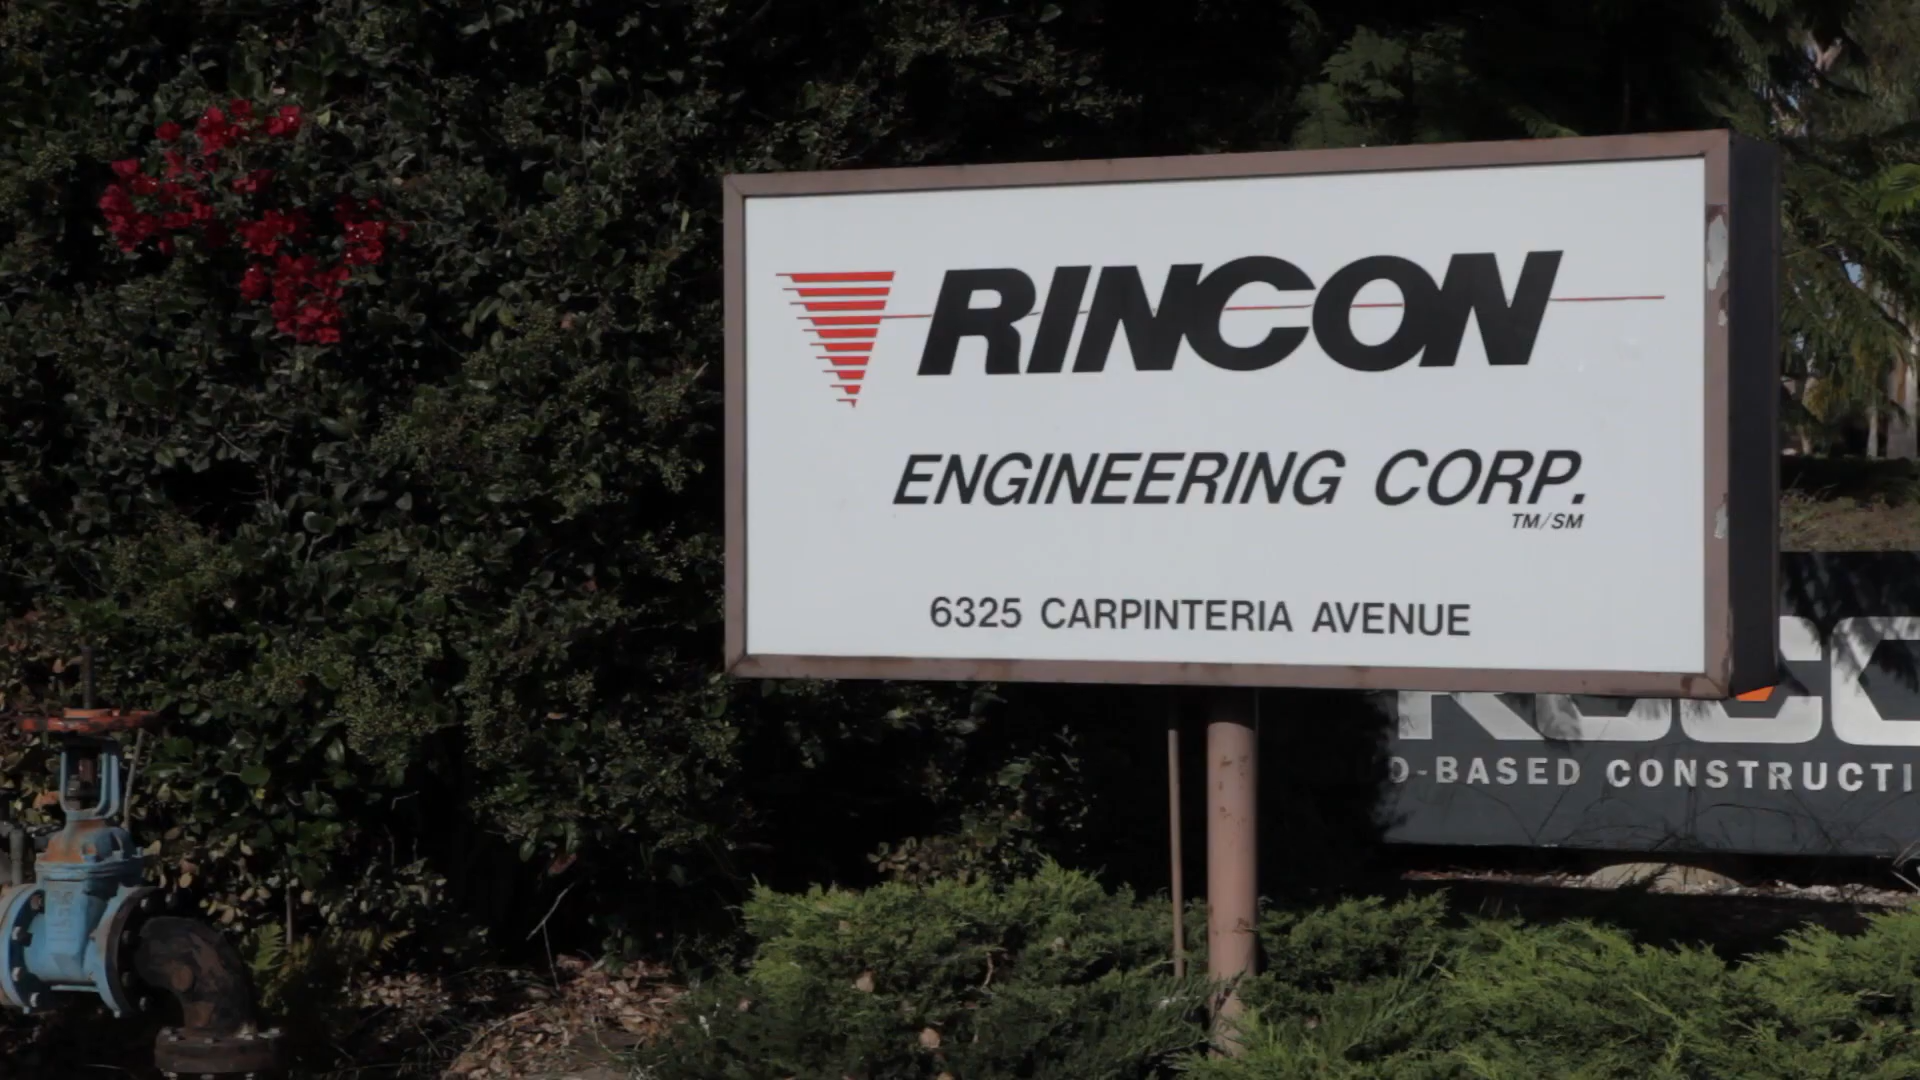 RINCON
ENGINEERING CORP.
TM/SM
6325 CARPINTERIA AVENUE
-BASED CONSTRUCTI